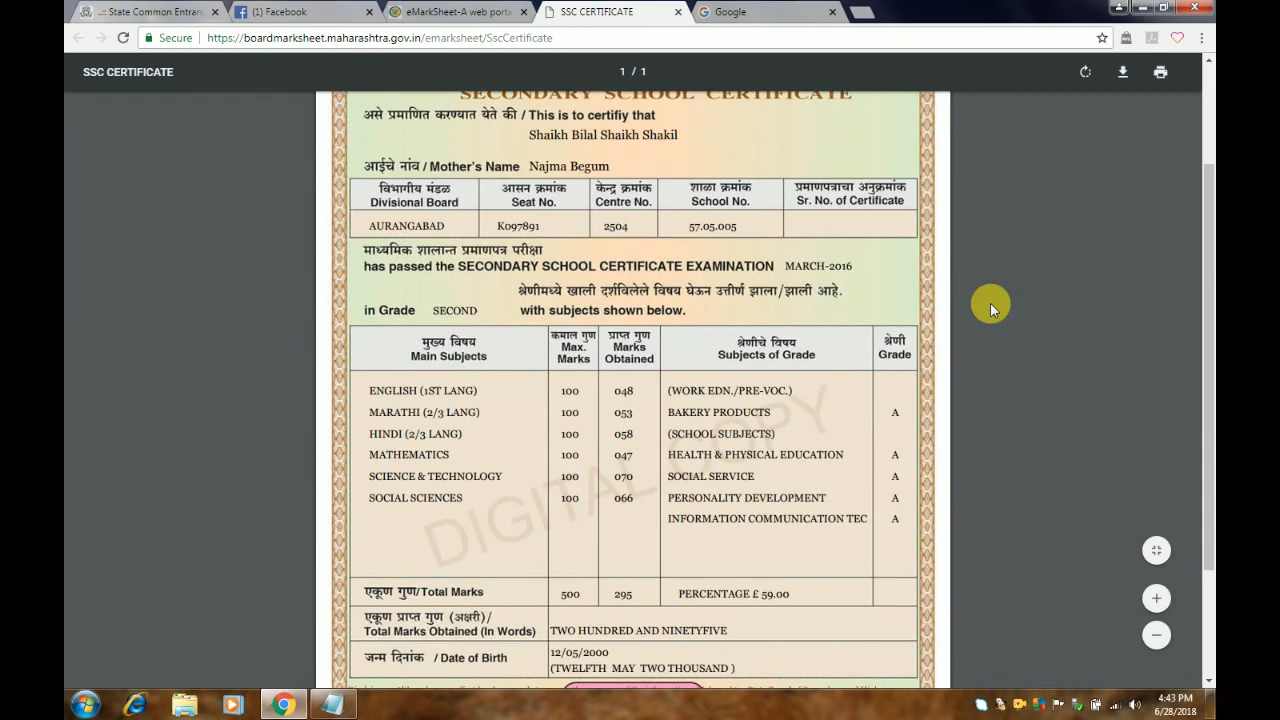 ..:: State Common Entran
(1) Facebook
eMarkSheet-A web porta
SSC CERTIFICATE
Google
Secure
https://boardmarksheet.maharashtra.gov.in/emarksheet/SscCertificate
SSC CERTIFICATE
1 / 1
SECONDARY SCHOOL CERTIFICATE
असे प्रमाणित करण्यात येते की / This is to certifiy that
Shaikh Bilal Shaikh Shakil
आईचे नांव / Mother's Name Najma Begum
विभागीय मंडळ आसन क्रमांक केन्द्र क्रमांक शाळा क्रमांक प्रमाणपत्राचा अनुक्रमांक
Divisional Board Seat No. Centre No. School No. Sr. No. of Certificate
AURANGABAD K097891 2504 57.05.005
माध्यमिक शालान्त प्रमाणपत्र परीक्षा
has passed the SECONDARY SCHOOL CERTIFICATE EXAMINATION MARCH-2016
श्रेणीमध्ये खाली दर्शविलेले विषय घेऊन उत्तीर्ण झाला/झाली आहे.
in Grade SECOND with subjects shown below.
मुख्य विषय कमाल गुण प्राप्त गुण श्रेणीचे विषय श्रेणी
Main Subjects Max. Marks Marks Obtained Subjects of Grade Grade
ENGLISH (1ST LANG) 100 048 (WORK EDN./PRE-VOC.)
MARATHI (2/3 LANG) 100 053 BAKERY PRODUCTS A
HINDI (2/3 LANG) 100 058 (SCHOOL SUBJECTS)
MATHEMATICS 100 047 HEALTH & PHYSICAL EDUCATION A
SCIENCE & TECHNOLOGY 100 070 SOCIAL SERVICE A
SOCIAL SCIENCES 100 066 PERSONALITY DEVELOPMENT A
INFORMATION COMMUNICATION TEC A
DIGITAL COPY
एकूण गुण/Total Marks 500 295 PERCENTAGE £ 59.00
एकूण प्राप्त गुण (अक्षरी)/
Total Marks Obtained (In Words) TWO HUNDRED AND NINETYFIVE
जन्म दिनांक / Date of Birth 12/05/2000
(TWELFTH MAY TWO THOUSAND )
4:43 PM
6/28/2018